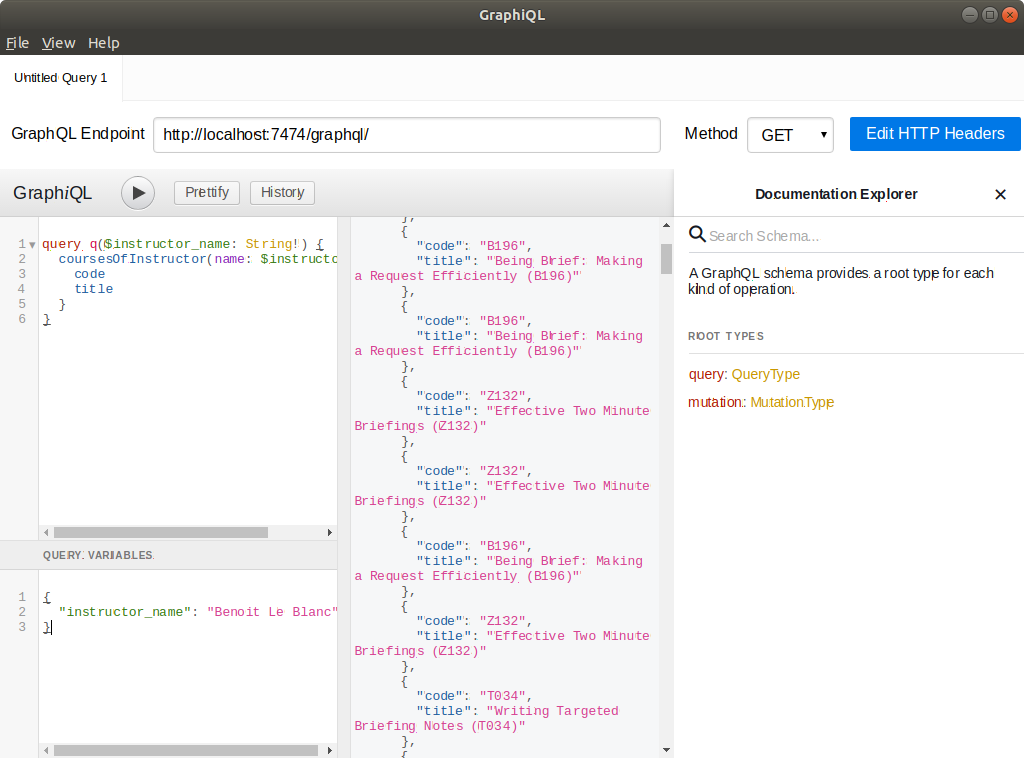 GraphiQL
File View Help
Untitled Query 1
GraphQL Endpoint http://localhost:7474/graphql/ Method GET Edit HTTP Headers
GraphiQL Prettify History
1 query q($instructor_name: String!) {
2 coursesOfInstructor(name: $instructo
3 code
4 title
5 }
6 }
QUERY VARIABLES
1 {
2 "instructor_name": "Benoit Le Blanc"
3 }
},
{
"code": "B196",
"title": "Being Brief: Making
a Request Efficiently (B196)"
},
{
"code": "B196",
"title": "Being Brief: Making
a Request Efficiently (B196)"
},
{
"code": "Z132",
"title": "Effective Two Minute
Briefings (Z132)"
},
{
"code": "Z132",
"title": "Effective Two Minute
Briefings (Z132)"
},
{
"code": "B196",
"title": "Being Brief: Making
a Request Efficiently (B196)"
},
{
"code": "Z132",
"title": "Effective Two Minute
Briefings (Z132)"
},
{
"code": "T034",
"title": "Writing Targeted
Briefing Notes (T034)"
},
{
Documentation Explorer
Search Schema...
A GraphQL schema provides a root type for each
kind of operation.
ROOT TYPES
query: QueryType
mutation: MutationType